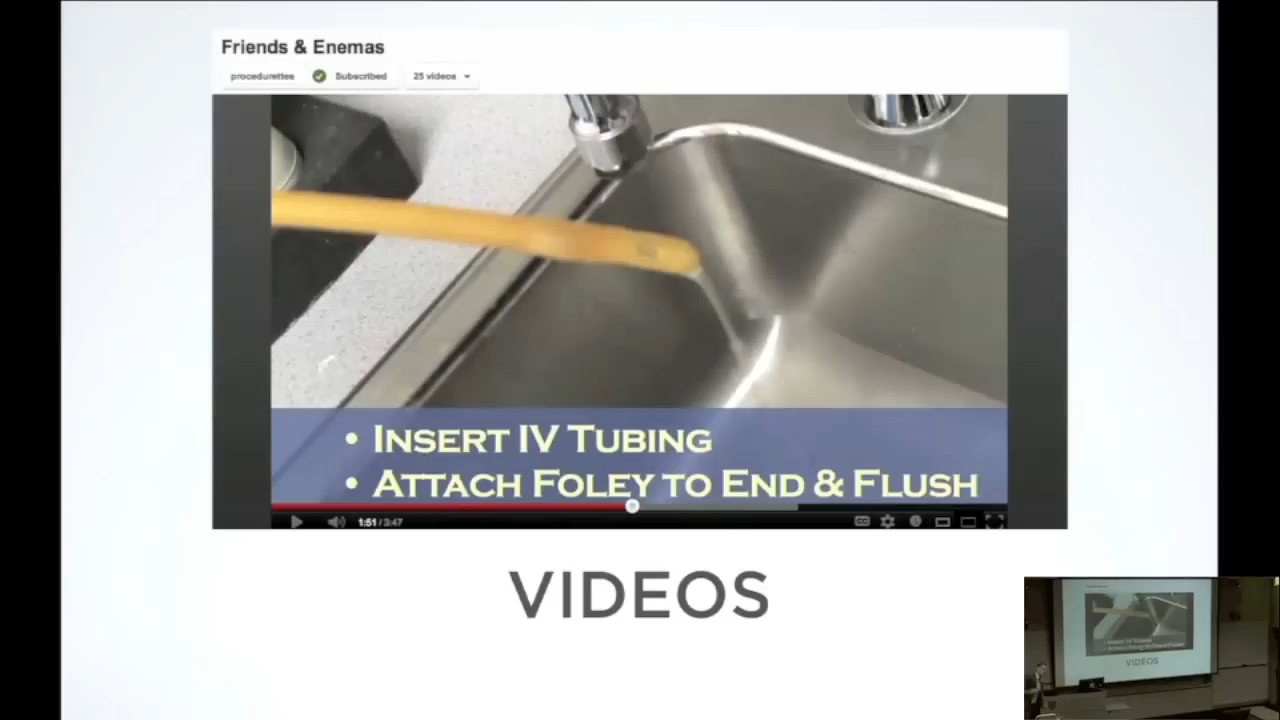 Friends & Enemas
procedurettes Subscribed 25 videos
• INSERT IV TUBING
• ATTACH FOLEY TO END & FLUSH
1:51 / 3:47
VIDEOS
VIDEOS